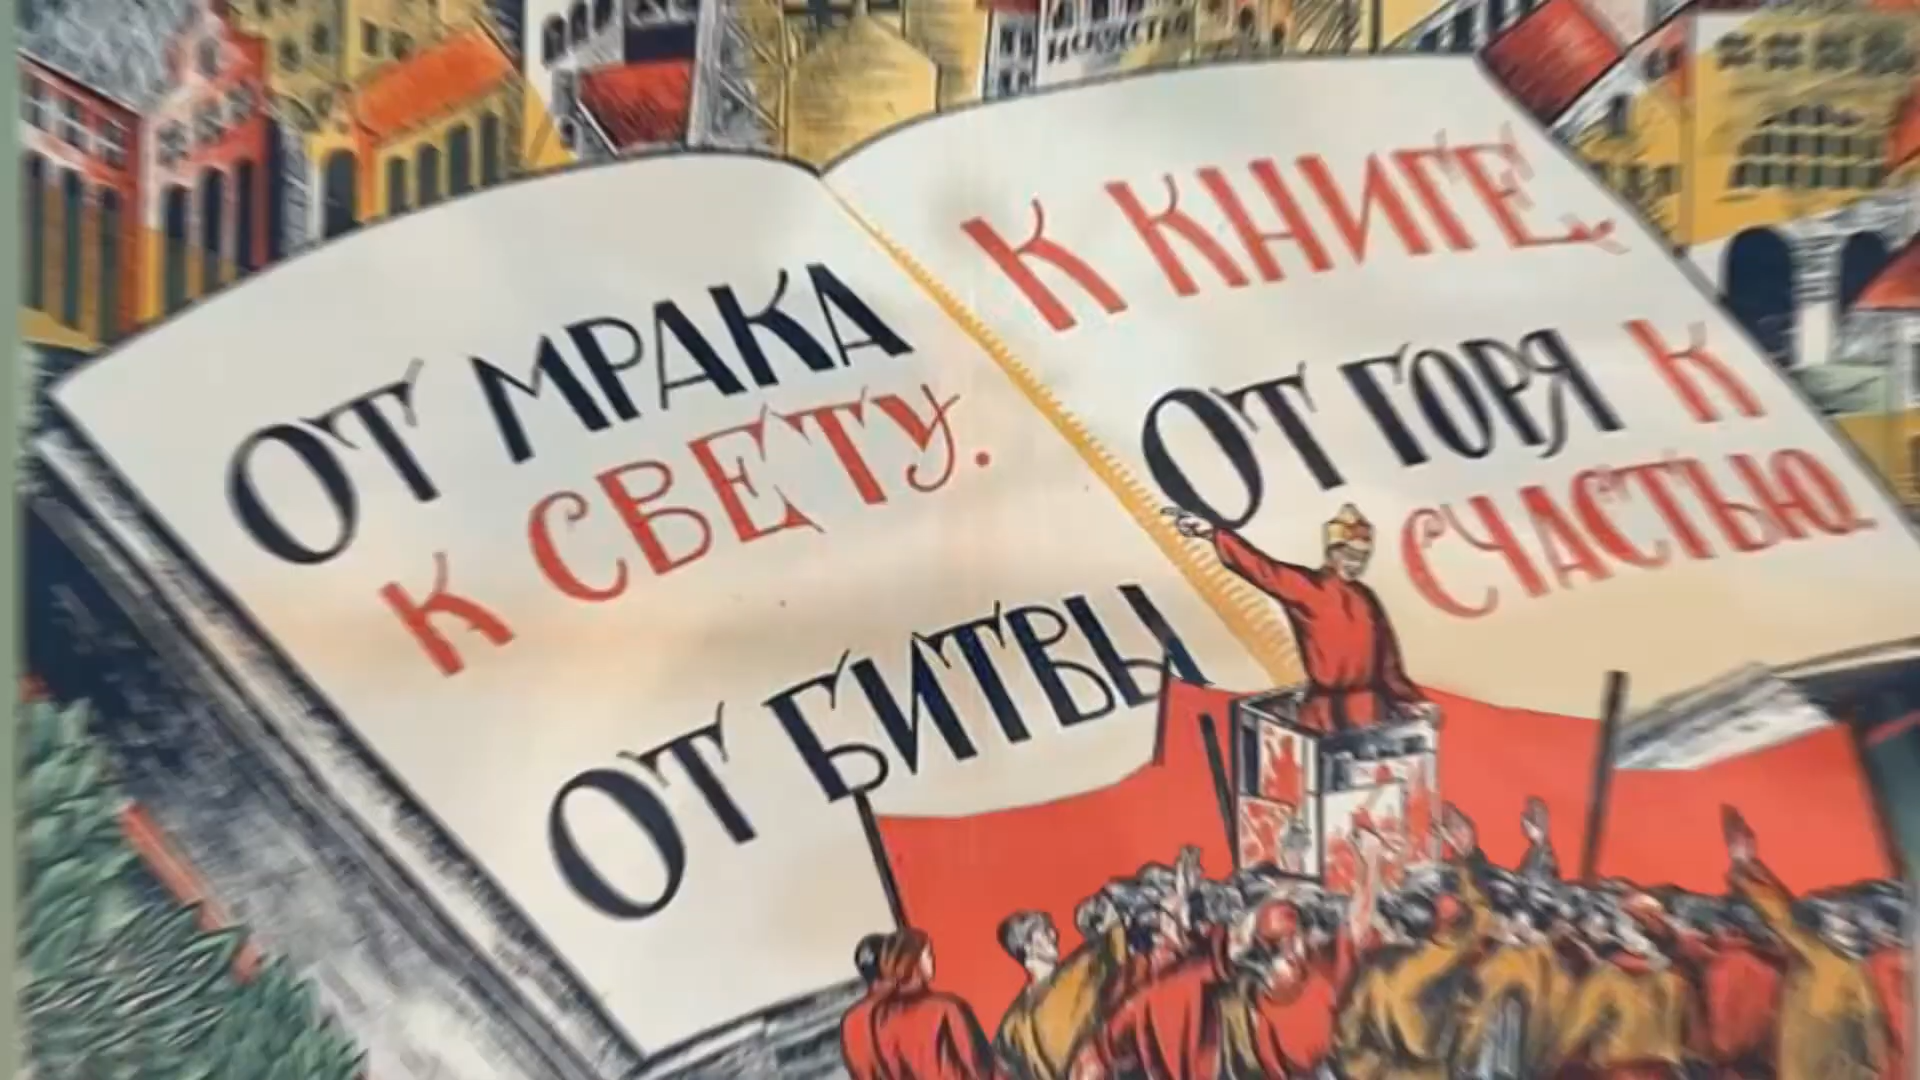 ОТ МРАКА
К СВЕТУ.
ОТ БИТВЫ
К КНИГЕ,
ОТ ГОРЯ К
СЧАСТЬЮ